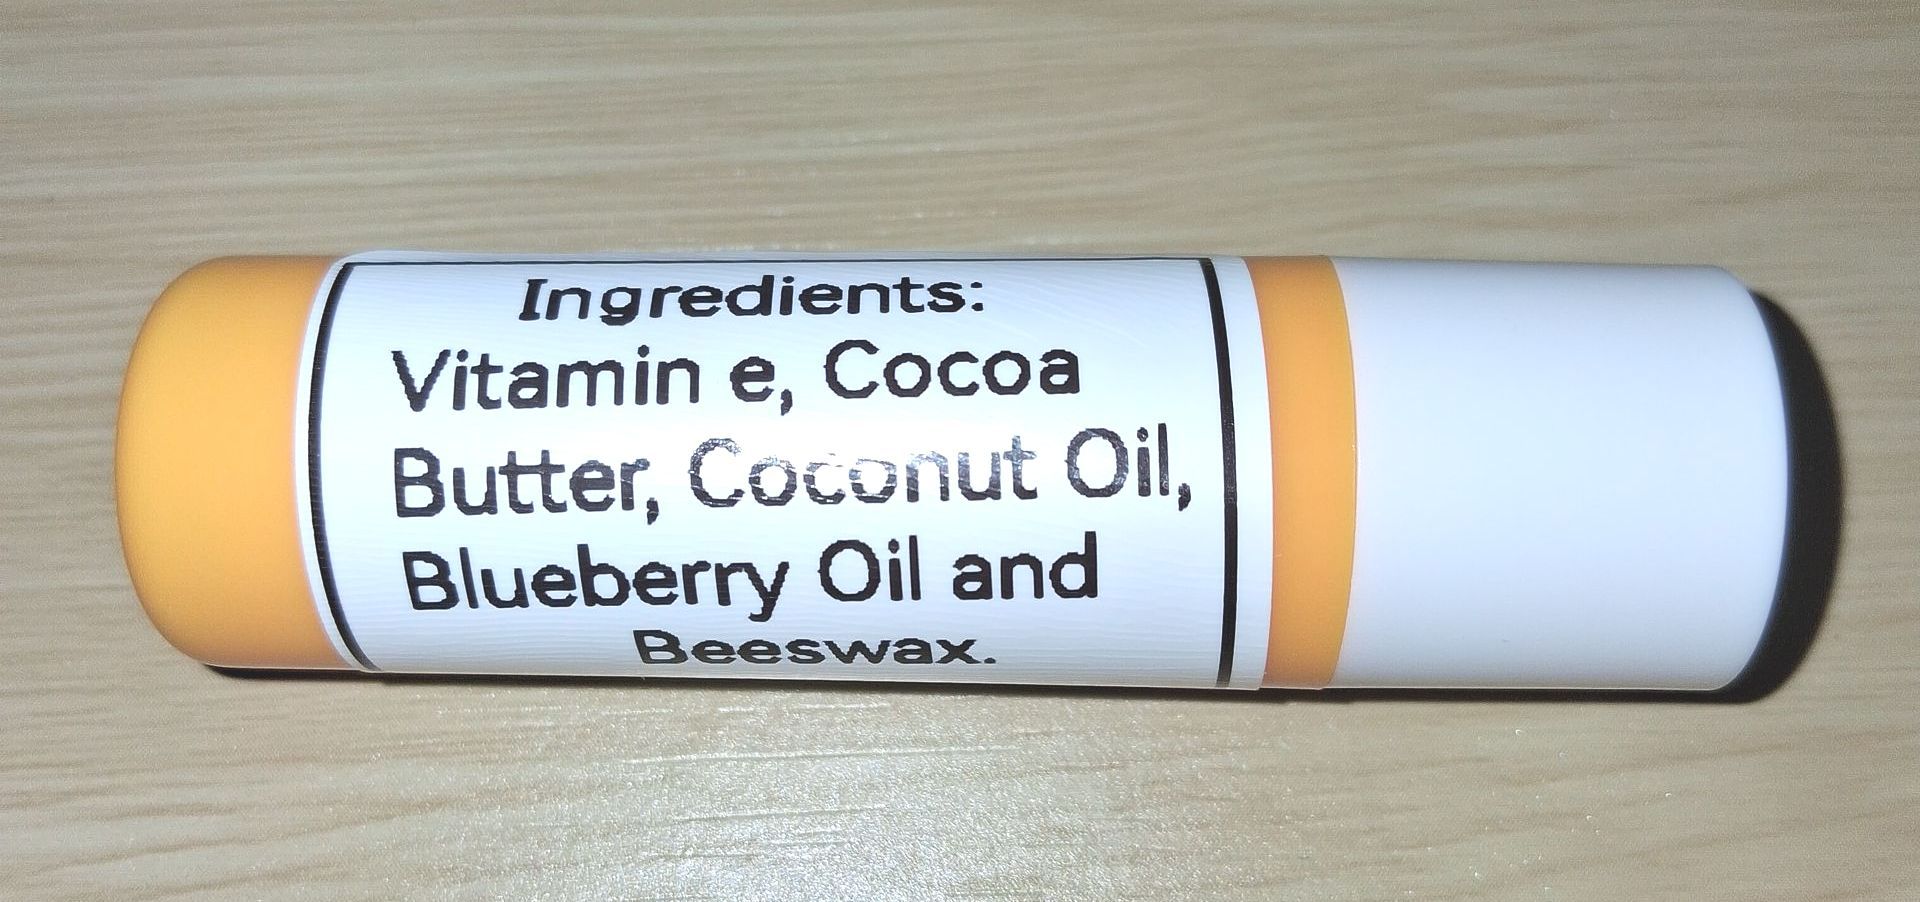 Ingredients:
Vitamin e, Cocoa
Butter, Coconut Oil,
Blueberry Oil and
Beeswax.